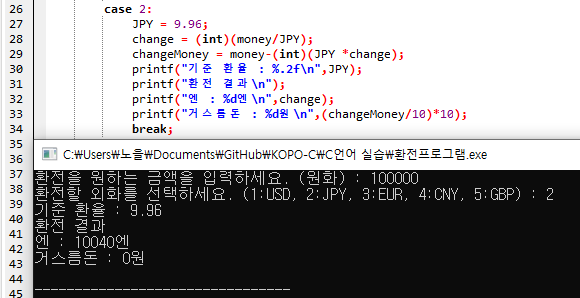 26 case 2:
27 JPY = 9.96;
28 change = (int)(money/JPY);
29 changeMoney = money-(int)(JPY *change);
30 printf("기준 환율 : %.2f\n",JPY);
31 printf("환전 결과\n");
32 printf("엔 : %d엔\n",change);
33 printf("거스름돈 : %d원\n",(changeMoney/10)*10);
34 break;
35
36 C:₩Users₩노을₩Documents₩GitHub₩KOPO-C₩C언어 실습₩환전프로그램.exe
37 환전을 원하는 금액을 입력하세요. (원화) : 100000
38 환전할 외화를 선택하세요. (1:USD, 2:JPY, 3:EUR, 4:CNY, 5:GBP) : 2
39 기준 환율 : 9.96
40 환전 결과
41 엔 : 10040엔
42 거스름돈 : 0원
43
44
45 --------------------------------